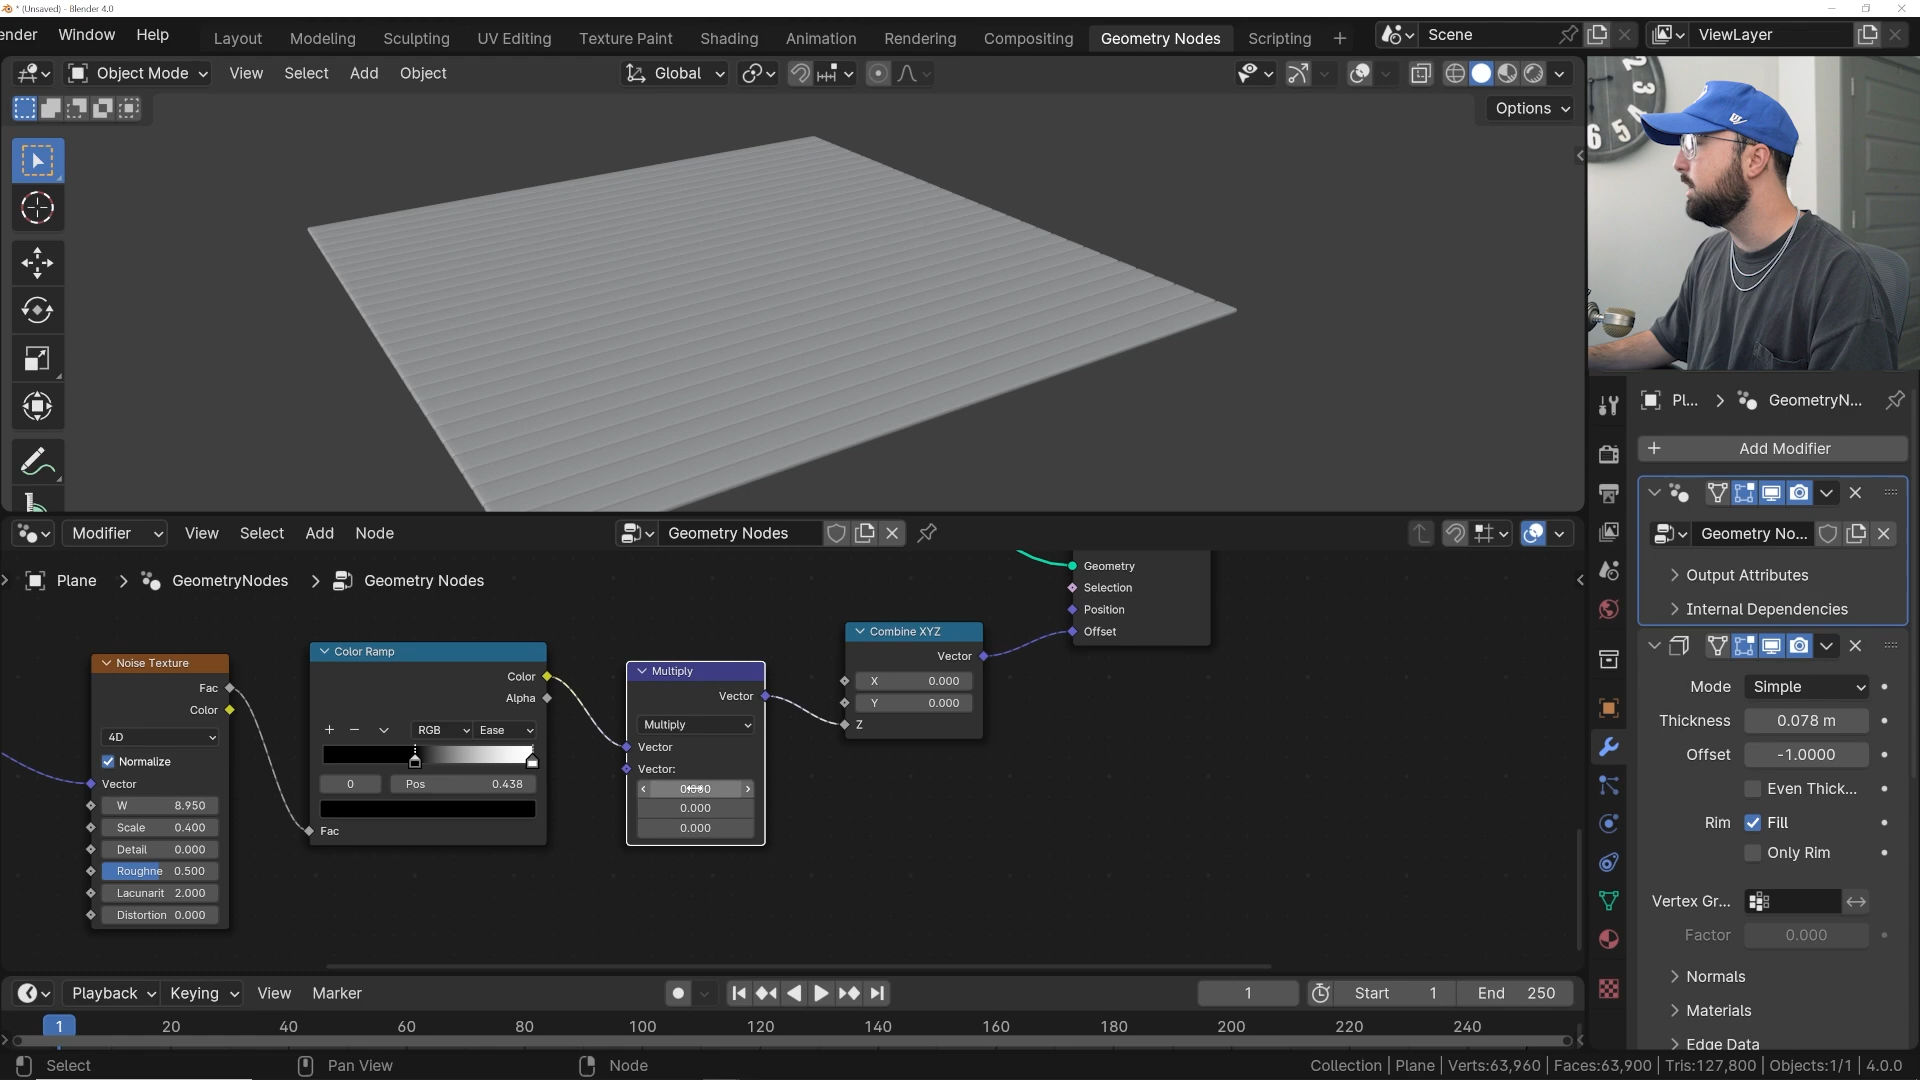 * (Unsaved) - Blender 4.0
ender Window Help Layout Modeling Sculpting UV Editing Texture Paint Shading Animation Rendering Compositing Geometry Nodes Scripting + Scene ViewLayer
Object Mode View Select Add Object Global
Options
Modifier View Select Add Node Geometry Nodes
Plane > GeometryNodes > Geometry Nodes
Noise Texture
Fac
Color
4D
Normalize
Vector
W 8.950
Scale 0.400
Detail 0.000
Roughne 0.500
Lacunarit 2.000
Distortion 0.000
Color Ramp
Color
Alpha
RGB Ease
0 Pos 0.438
Fac
Multiply
Vector
Multiply
Vector
Vector:
0.000
0.000
Combine XYZ
Vector
X 0.000
Y 0.000
Z
Geometry
Selection
Position
Offset
2
3
5
6
Pl... > GeometryN...
Add Modifier
Geometry No...
Output Attributes
Internal Dependencies
Mode Simple
Thickness 0.078 m
Offset -1.0000
Even Thick...
Rim Fill
Only Rim
Vertex Gr...
Factor 0.000
Normals
Materials
Edge Data
Playback Keying View Marker 1 Start 1 End 250
1 20 40 60 80 100 120 140 160 180 200 220 240
Select Pan View Node Collection | Plane | Verts:63,960 | Faces:63,900 | Tris:127,800 | Objects:1/1 | 4.0.0